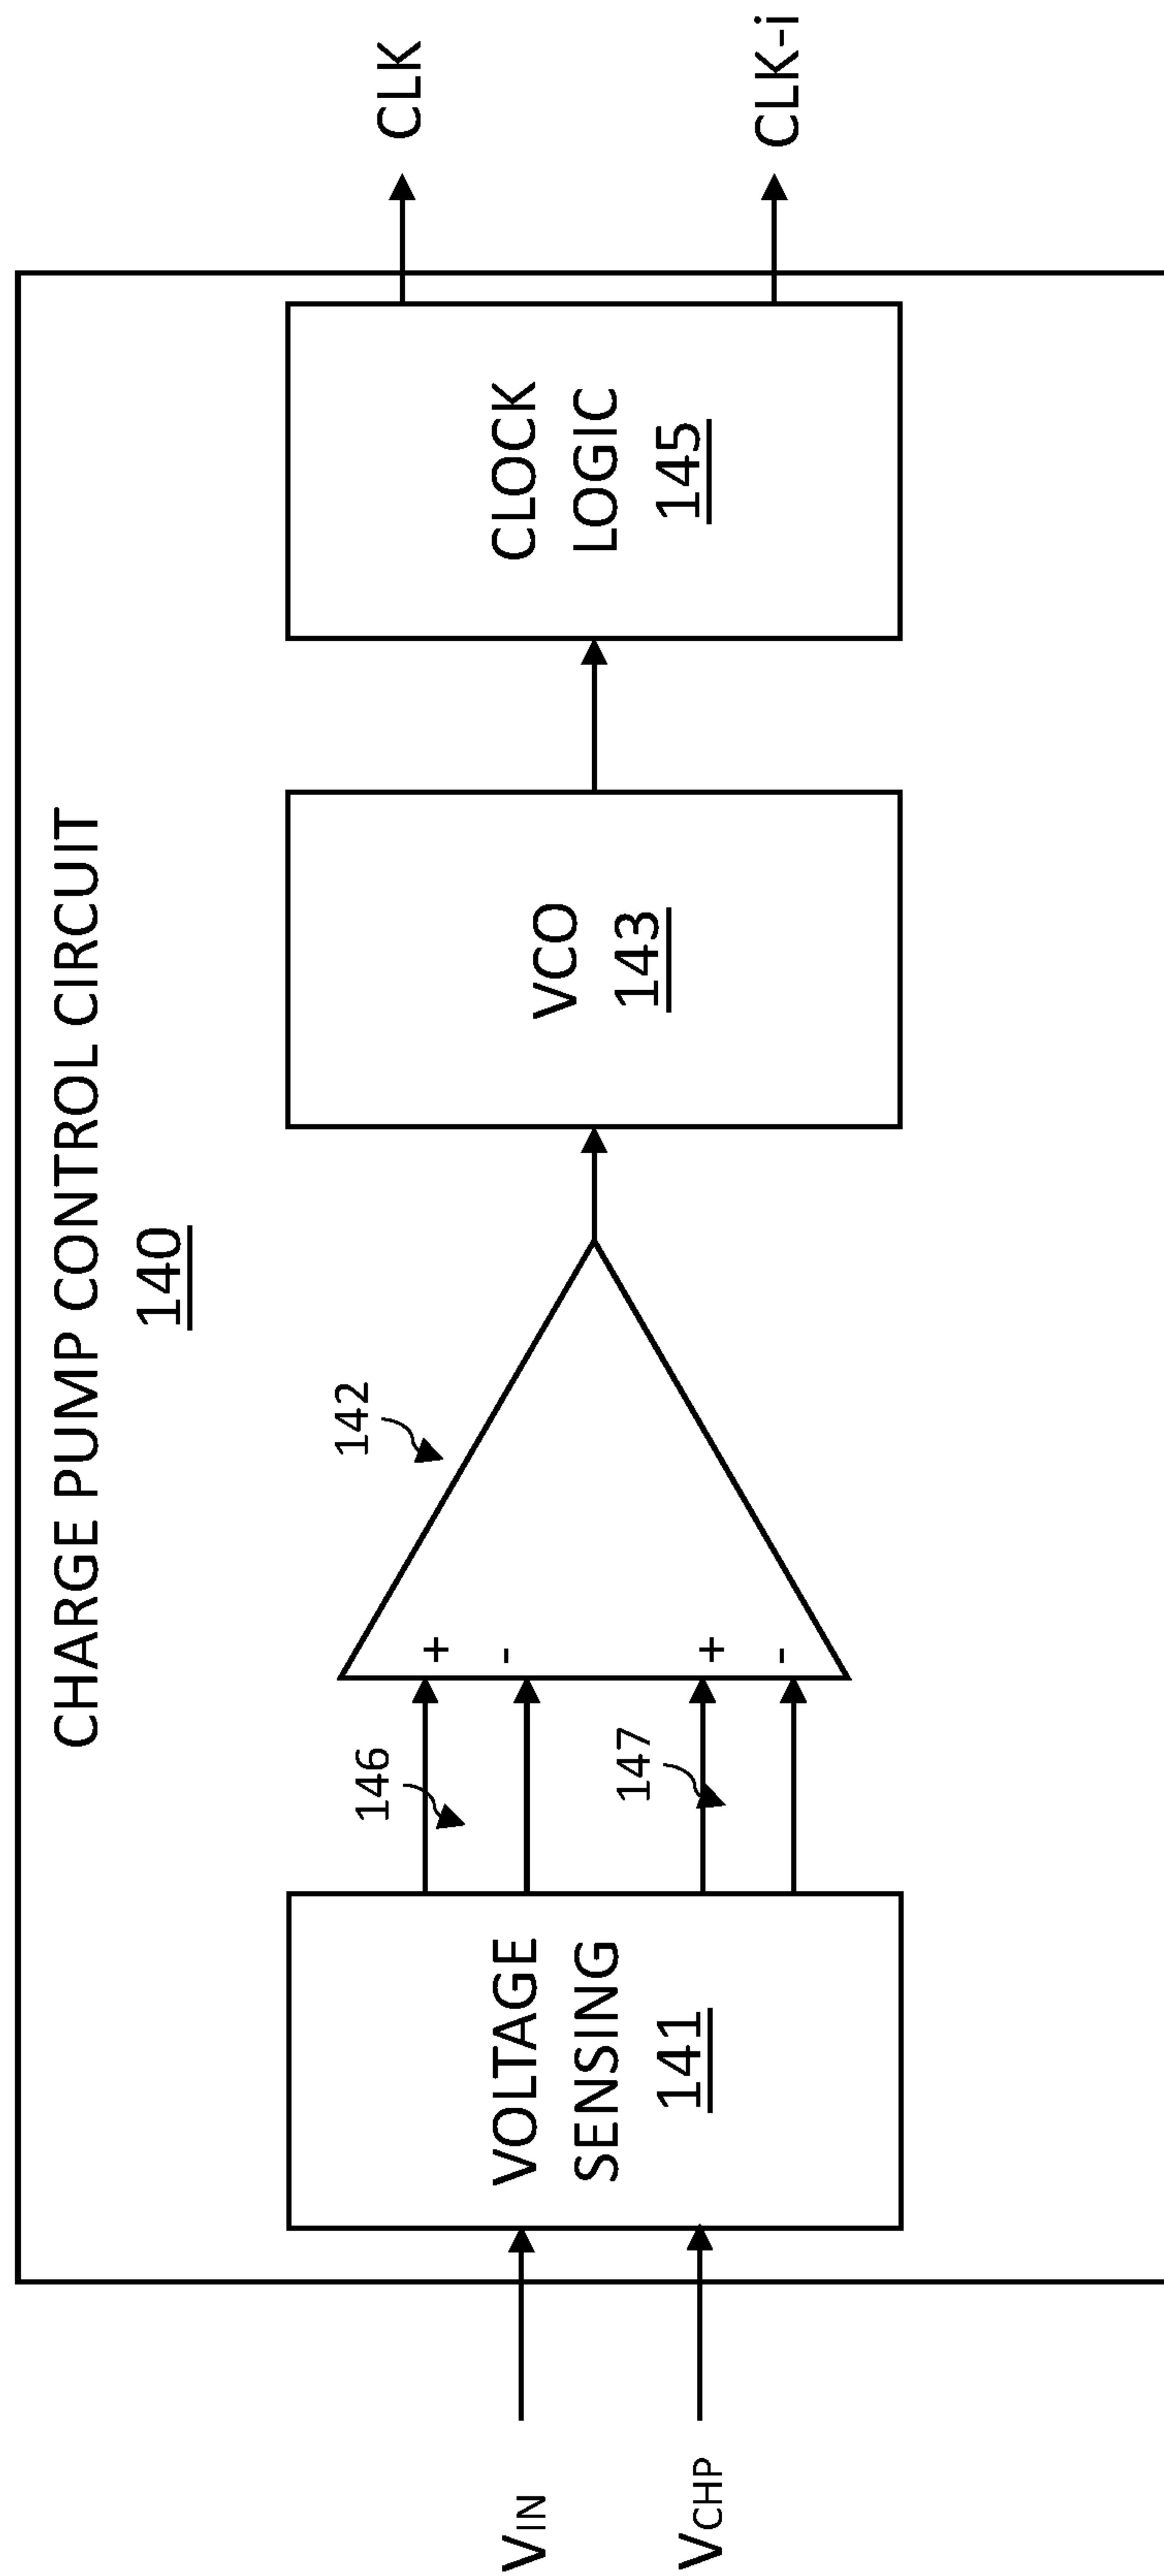 CHARGE PUMP CONTROL CIRCUIT
140
VIN
VCHP
VOLTAGE
SENSING
141
146
147
+
-
+
-
142
VCO
143
CLOCK
LOGIC
145
CLK
CLK-i